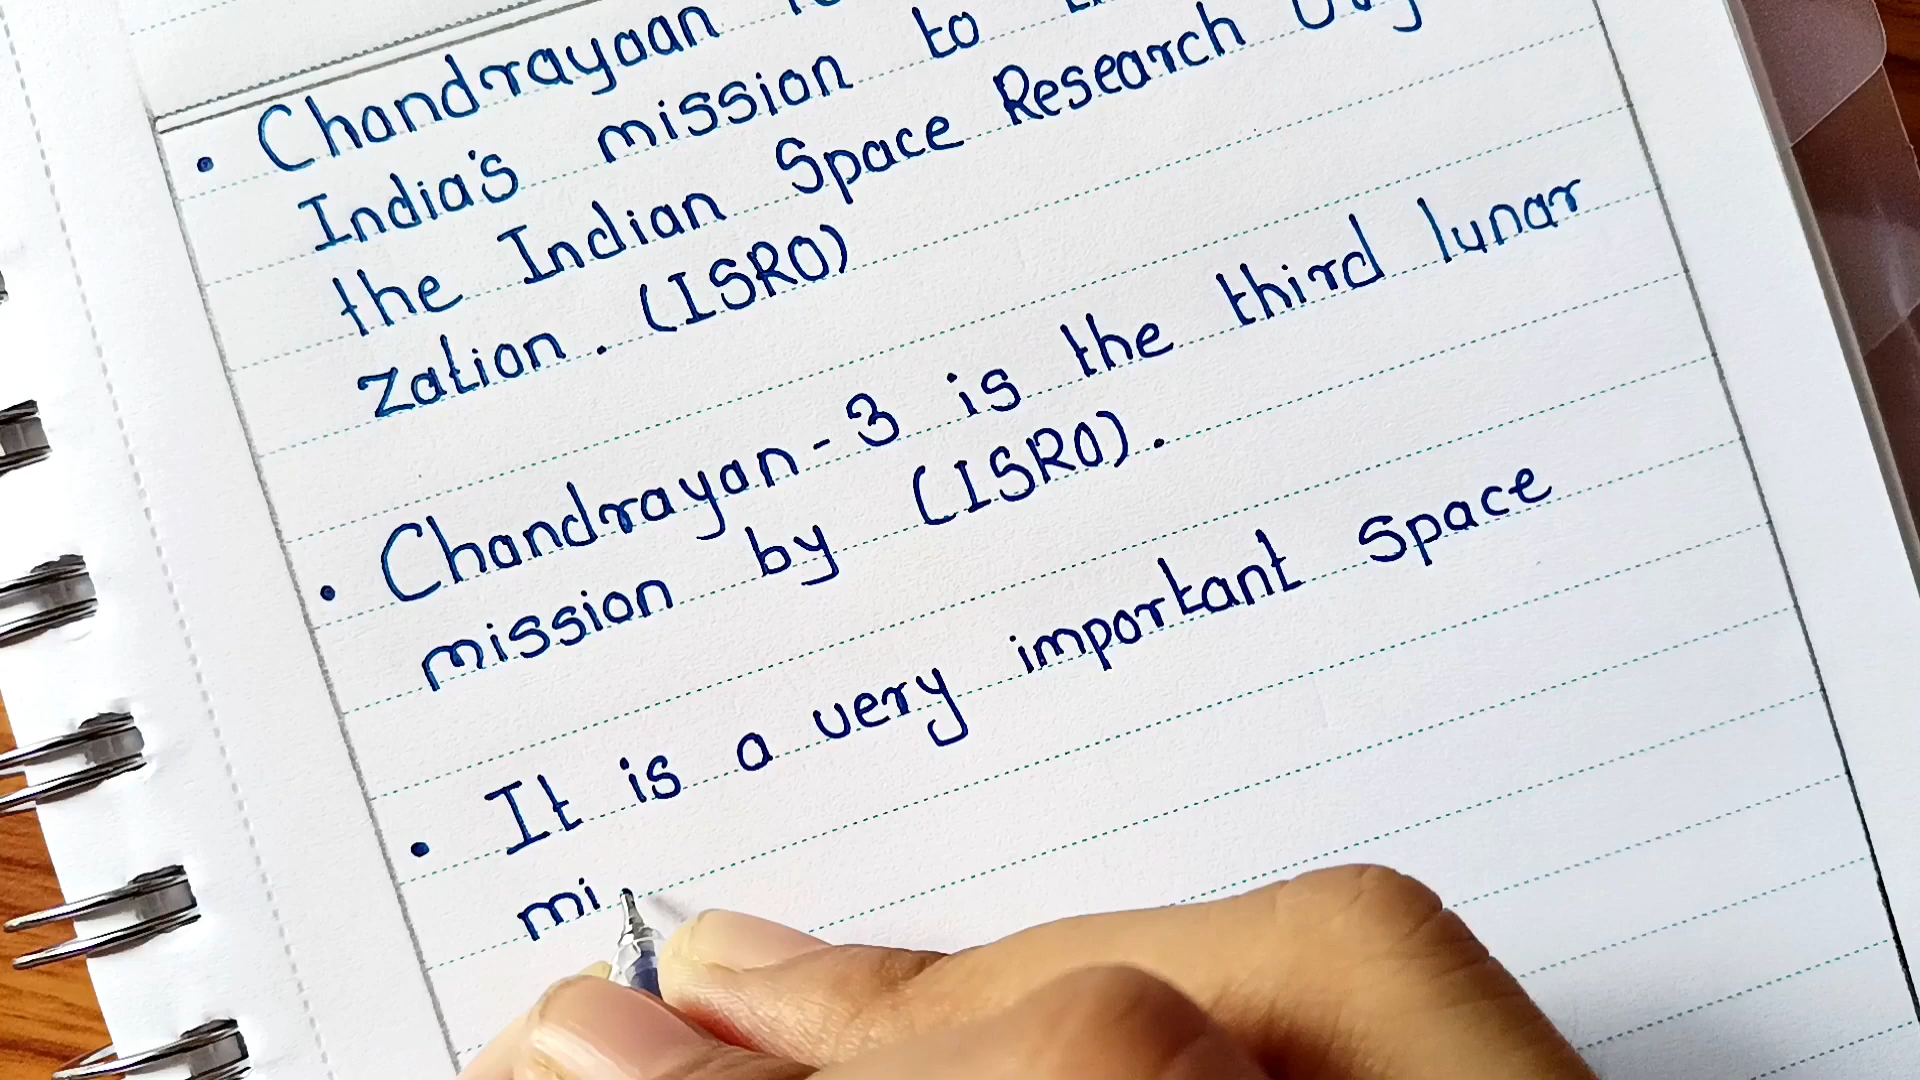 • Chandrayaan
India's mission to
the Indian Space Research
zation. (ISRO)
• Chandrayan-3 is the third lunar
mission by (ISRO).
• It is a very important space
mi